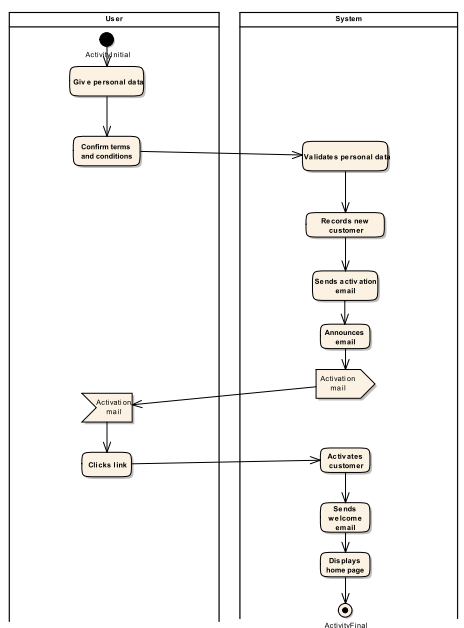 User
System
ActivityInitial
Give personal data
Confirm terms
and conditions
Validates personal data
Records new
customer
Sends activation
email
Announces
email
Activation
mail
Activation
mail
Clicks link
Activates
customer
Sends
welcome
email
Displays
home page
ActivityFinal